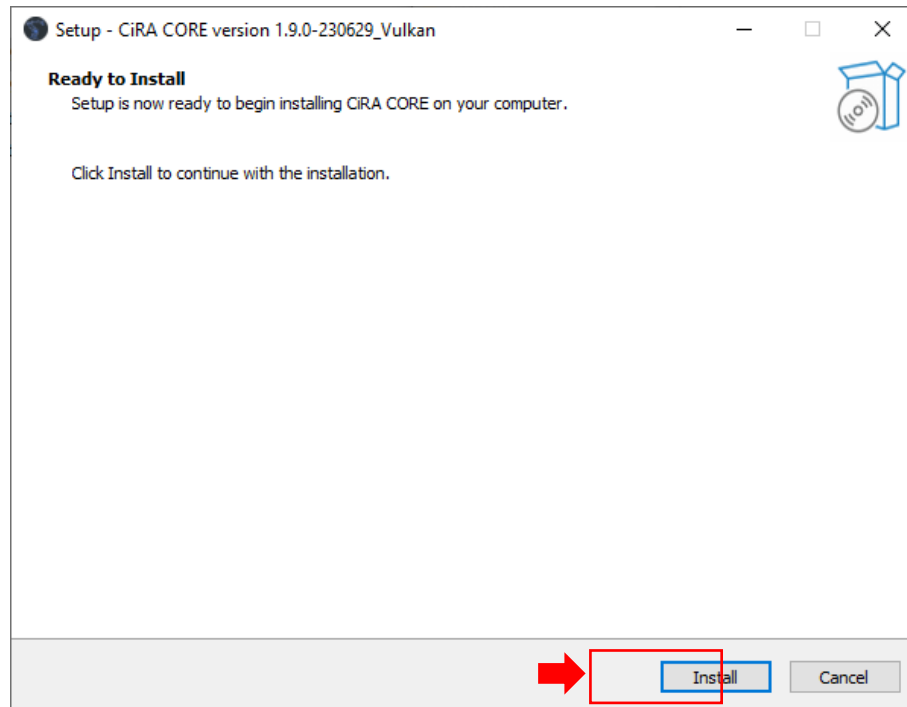 Setup - CiRA CORE version 1.9.0-230629_Vulkan
Ready to Install
Setup is now ready to begin installing CiRA CORE on your computer.
Click Install to continue with the installation.
Install
Cancel